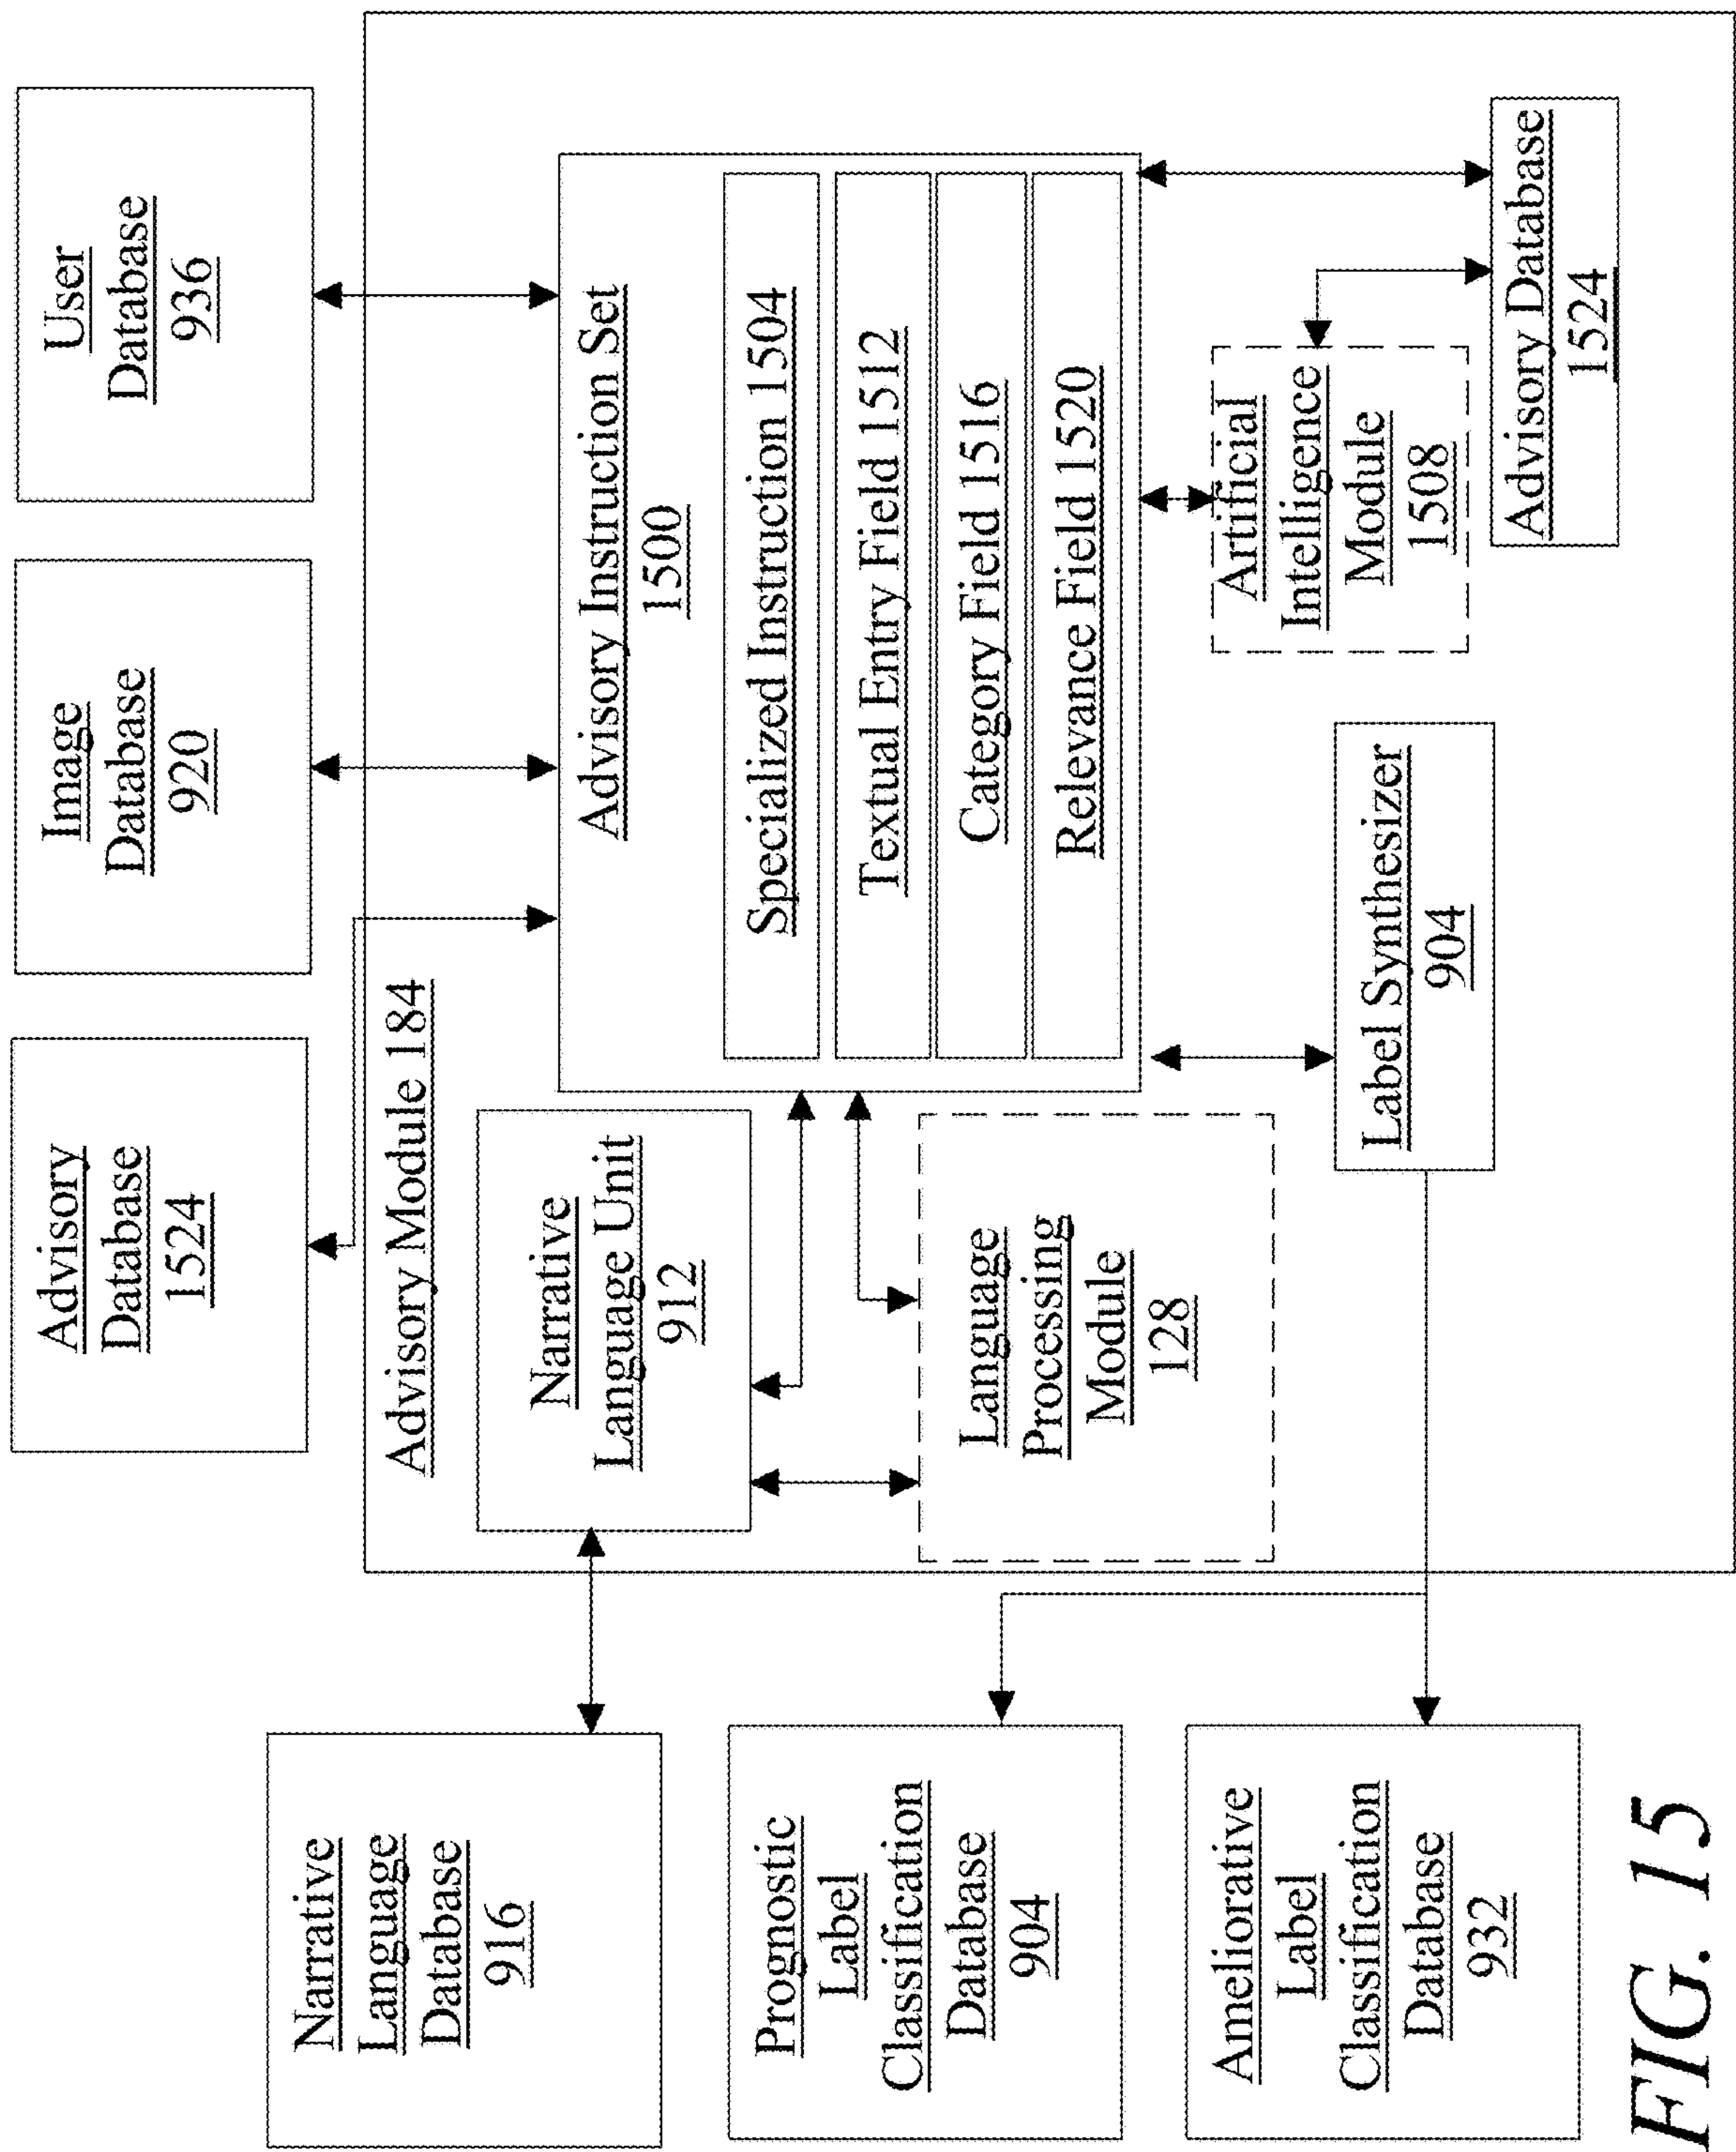 Advisory
Database
1524
Image
Database
920
User
Database
936
Advisory Module 184
Narrative
Language Database
916
Narrative
Language Unit
912
Advisory Instruction Set
1500
Specialized Instruction 1504
Textual Entry Field 1512
Category Field 1516
Relevance Field 1520
Prognostic
Label
Classification
Database
904
Language
Processing
Module
128
Artificial
Intelligence
Module
1508
Ameliorative
Label
Classification
Database
932
Label Synthesizer
904
Advisory Database
1524
FIG. 15